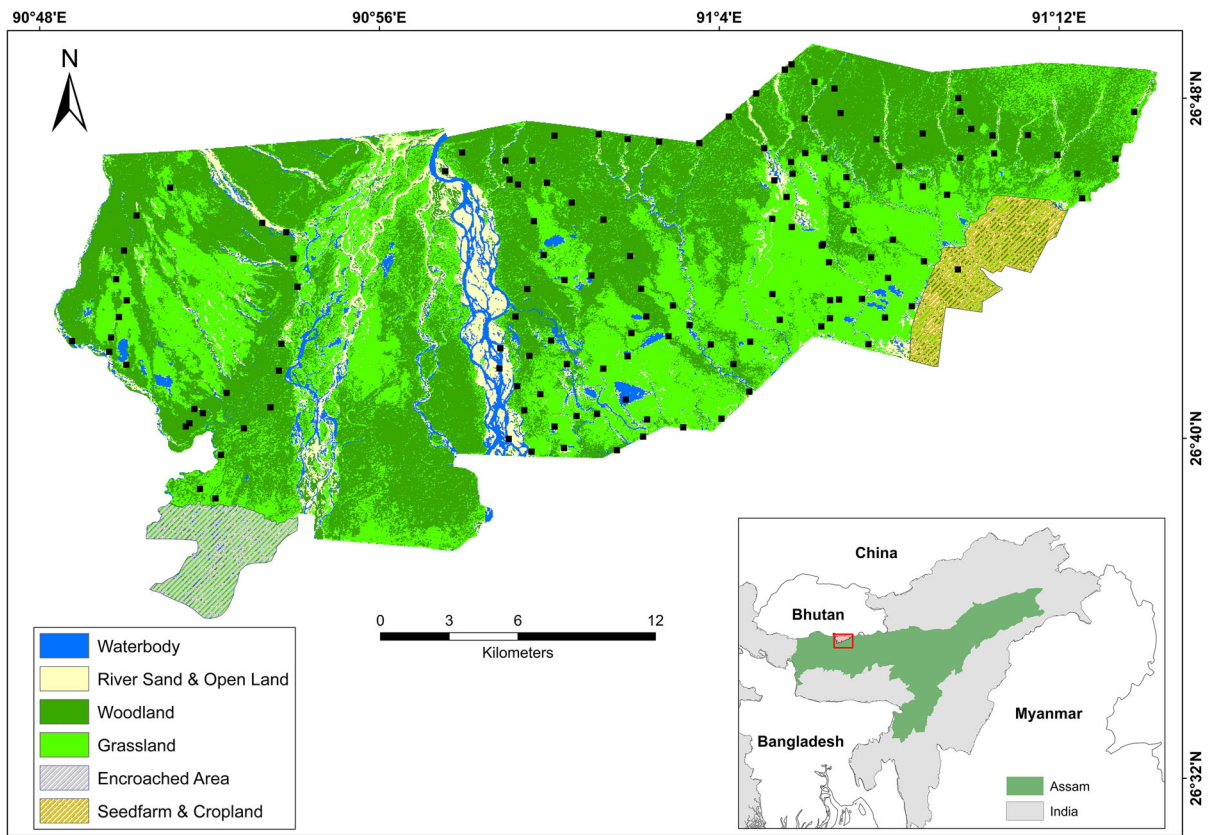 90°48'E
90°56'E
91°4'E
91°12'E
N
26°48'N
26°40'N
26°32'N
0 3 6 12
Kilometers
Waterbody
River Sand & Open Land
Woodland
Grassland
Encroached Area
Seedfarm & Cropland
China
Bhutan
Myanmar
Bangladesh
Assam
India